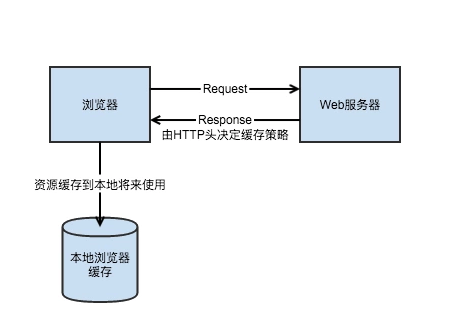 浏览器
Request
Web服务器
Response
由HTTP头决定缓存策略
资源缓存到本地将来使用
本地浏览器
缓存